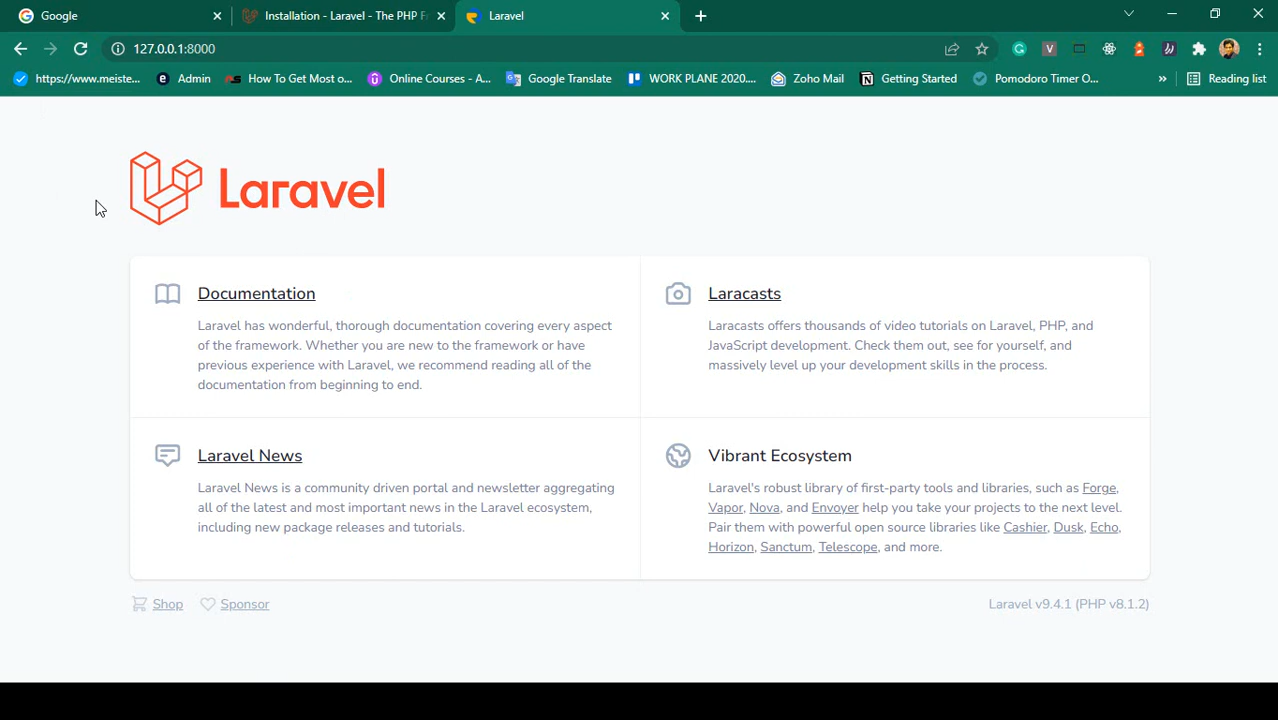 Google
Installation - Laravel - The PHP F
Laravel
127.0.0.1:8000
https://www.meiste...
Admin
How To Get Most o...
Online Courses - A...
Google Translate
WORK PLANE 2020....
Zoho Mail
Getting Started
Pomodoro Timer O...
»
Reading list
Laravel
Documentation
Laravel has wonderful, thorough documentation covering every aspect
of the framework. Whether you are new to the framework or have
previous experience with Laravel, we recommend reading all of the
documentation from beginning to end.
Laracasts
Laracasts offers thousands of video tutorials on Laravel, PHP, and
JavaScript development. Check them out, see for yourself, and
massively level up your development skills in the process.
Laravel News
Laravel News is a community driven portal and newsletter aggregating
all of the latest and most important news in the Laravel ecosystem,
including new package releases and tutorials.
Vibrant Ecosystem
Laravel's robust library of first-party tools and libraries, such as Forge,
Vapor, Nova, and Envoyer help you take your projects to the next level.
Pair them with powerful open source libraries like Cashier, Dusk, Echo,
Horizon, Sanctum, Telescope, and more.
Shop
Sponsor
Laravel v9.4.1 (PHP v8.1.2)